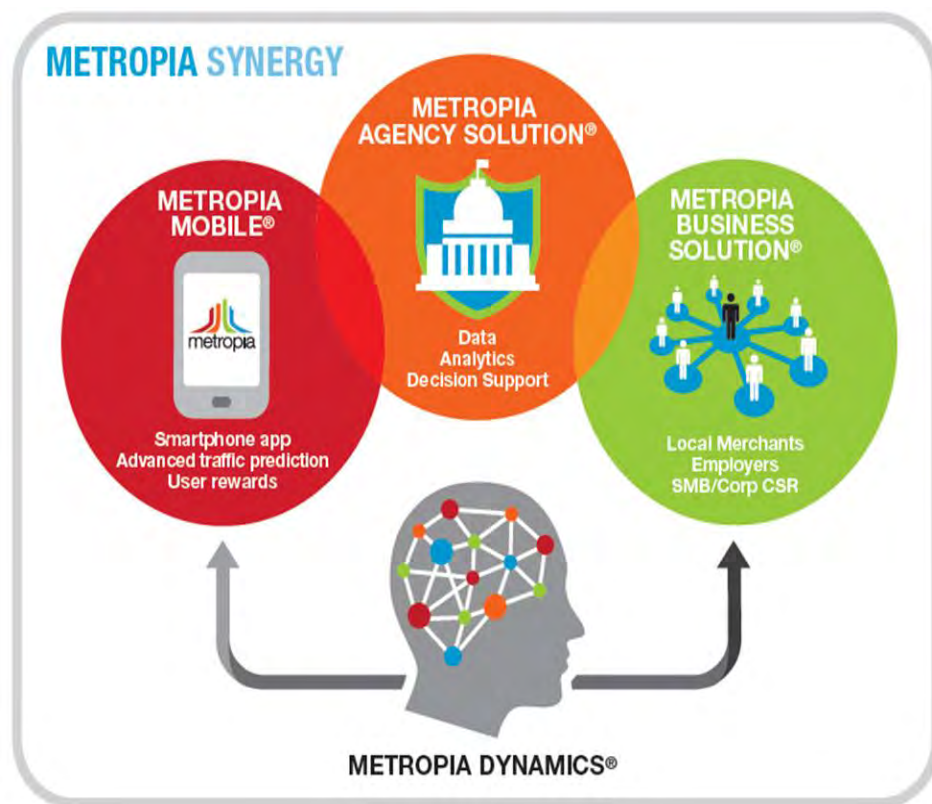 METROPIA SYNERGY
METROPIA
AGENCY SOLUTION®
Data
Analytics
Decision Support
METROPIA
MOBILE®
metropia
Smartphone app
Advanced traffic prediction
User rewards
METROPIA
BUSINESS
SOLUTION®
Local Merchants
Employers
SMB/Corp CSR
METROPIA DYNAMICS®